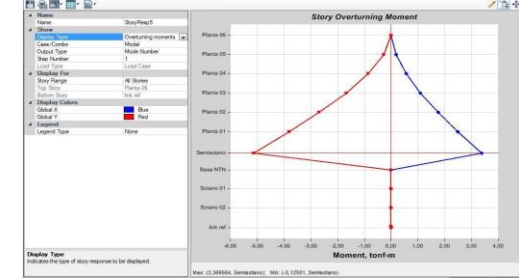 Name
Name StoryResp5
Show
Display Type Overturning moments
Case/Combo Modal
Output Type Mode Number
Step Number 1
Load Type Load Case
Display For
Story Range All Stories
Top Story Planta 06
Bottom Story link ref
Display Colors
Global X Blue
Global Y Red
Legend
Legend Type None
Display Type
Indicates the type of story response to be displayed.
Story Overturning Moment
Planta 06
Planta 05
Planta 04
Planta 03
Planta 02
Planta 01
Semisotano
Base NTN
Sotano 01
Sotano 02
link ref
-6,00 -5,00 -4,00 -3,00 -2,00 -1,00 0,00 1,00 2,00 3,00 4,00
Moment, tonf-m
Max: (3,369564, Semisotano); Min: (-5,12501, Semisotano)